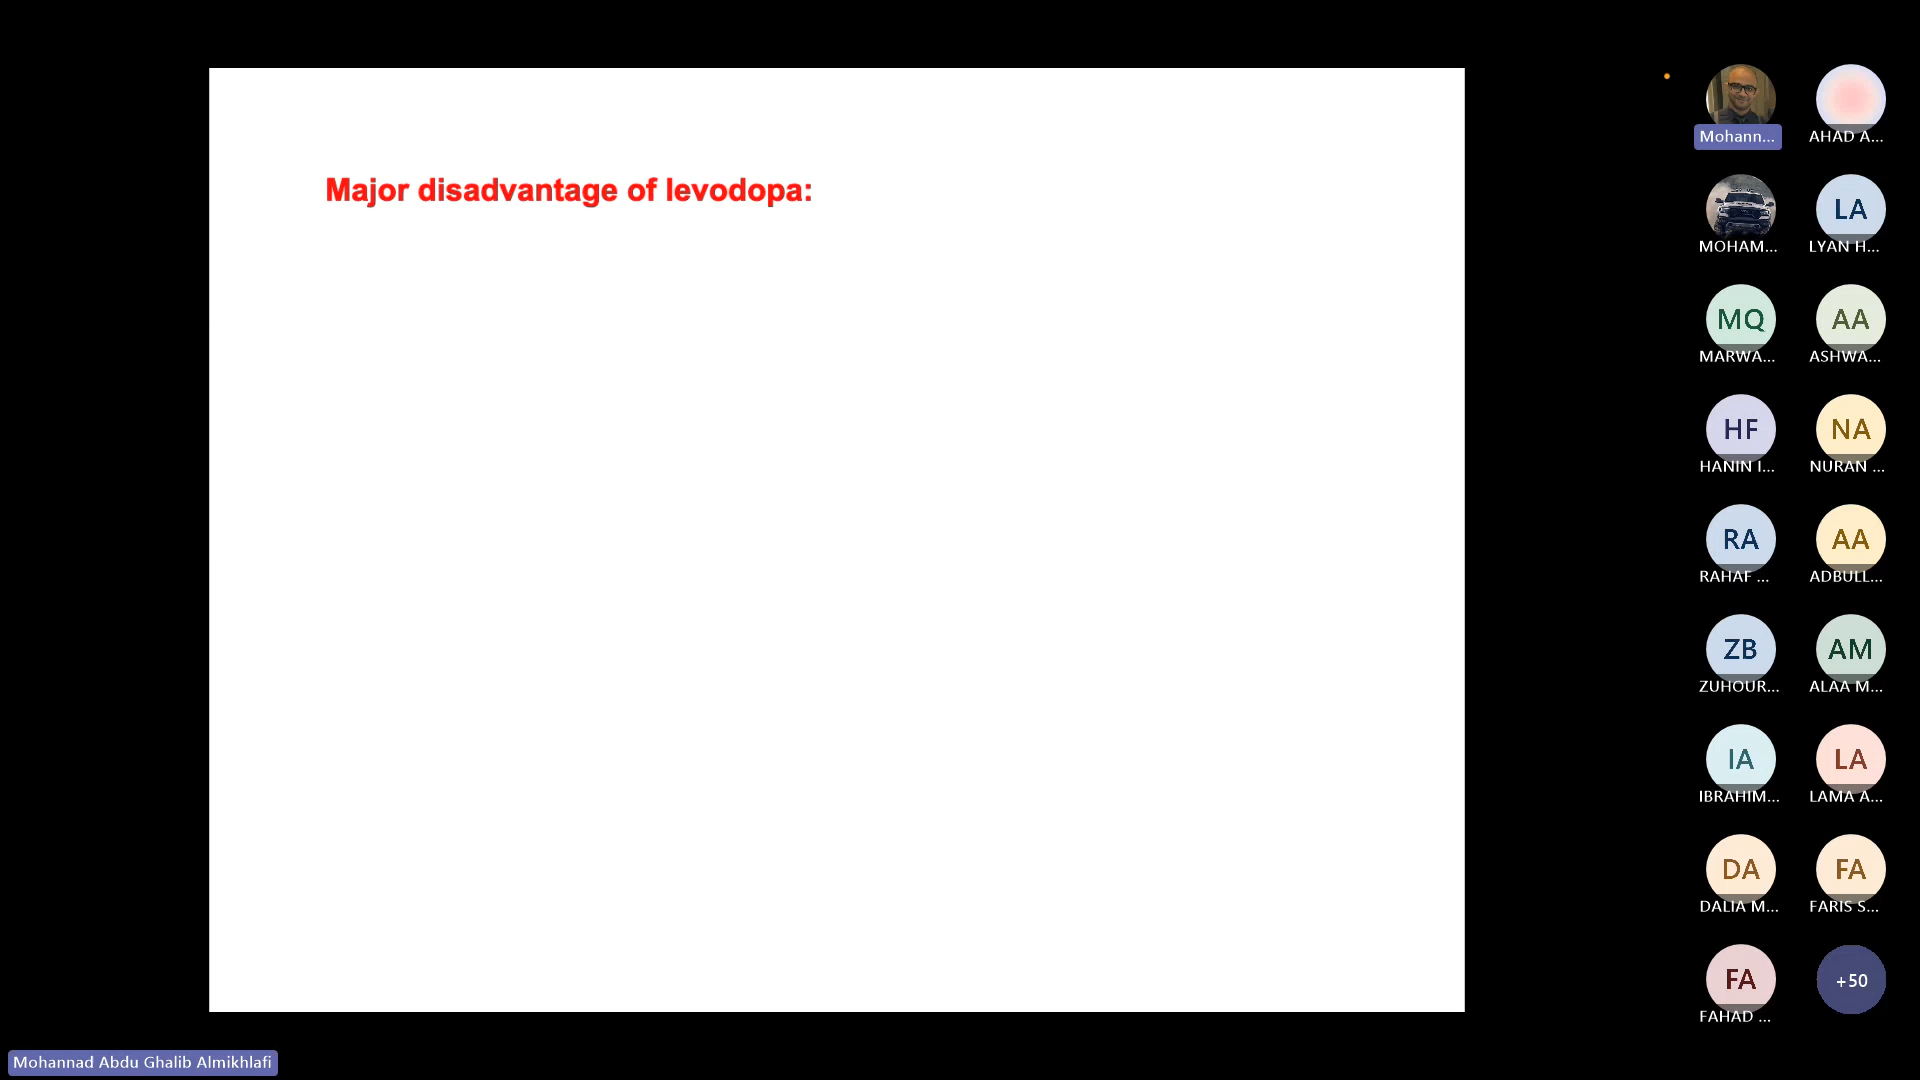 Major disadvantage of levodopa:
Mohann...
AHAD A...
MOHAM...
LA
LYAN H...
MQ
MARWA...
AA
ASHWA...
HF
HANIN I...
NA
NURAN ...
RA
RAHAF ...
AA
ADBULL...
ZB
ZUHOUR...
AM
ALAA M...
IA
IBRAHIM...
LA
LAMA A...
DA
DALIA M...
FA
FARIS S...
FA
FAHAD ...
+50
Mohannad Abdu Ghalib Almikhlafi